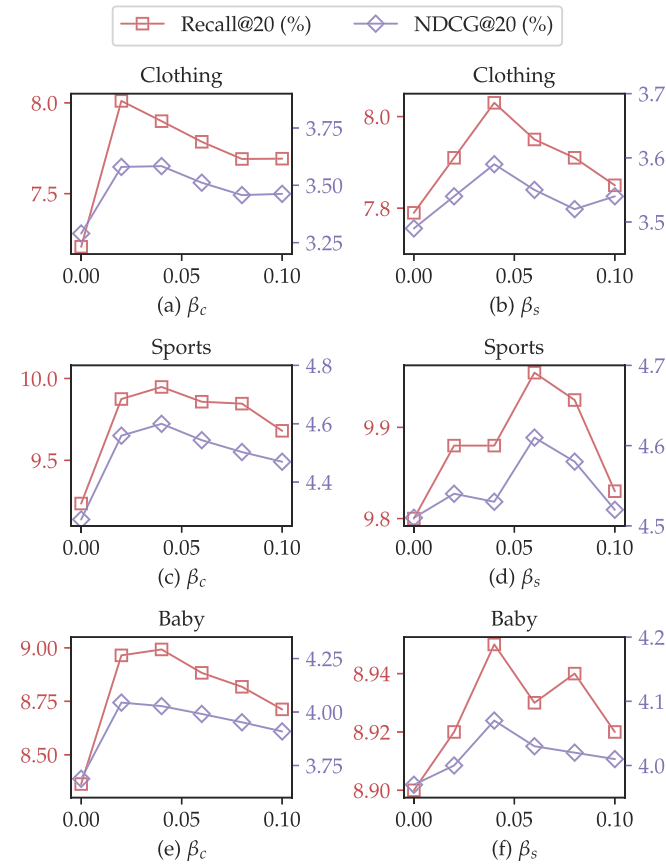 Recall@20 (%) NDCG@20 (%)
Clothing
8.0
7.5
3.75
3.50
3.25
0.00 0.05 0.10
(a) βc
Clothing
8.0
7.8
3.7
3.6
3.5
0.00 0.05 0.10
(b) βs
Sports
10.0
9.5
4.8
4.6
4.4
0.00 0.05 0.10
(c) βc
Sports
9.9
9.8
4.7
4.6
4.5
0.00 0.05 0.10
(d) βs
Baby
9.00
8.75
8.50
4.25
4.00
3.75
0.00 0.05 0.10
(e) βc
Baby
8.94
8.92
8.90
4.2
4.1
4.0
0.00 0.05 0.10
(f) βs